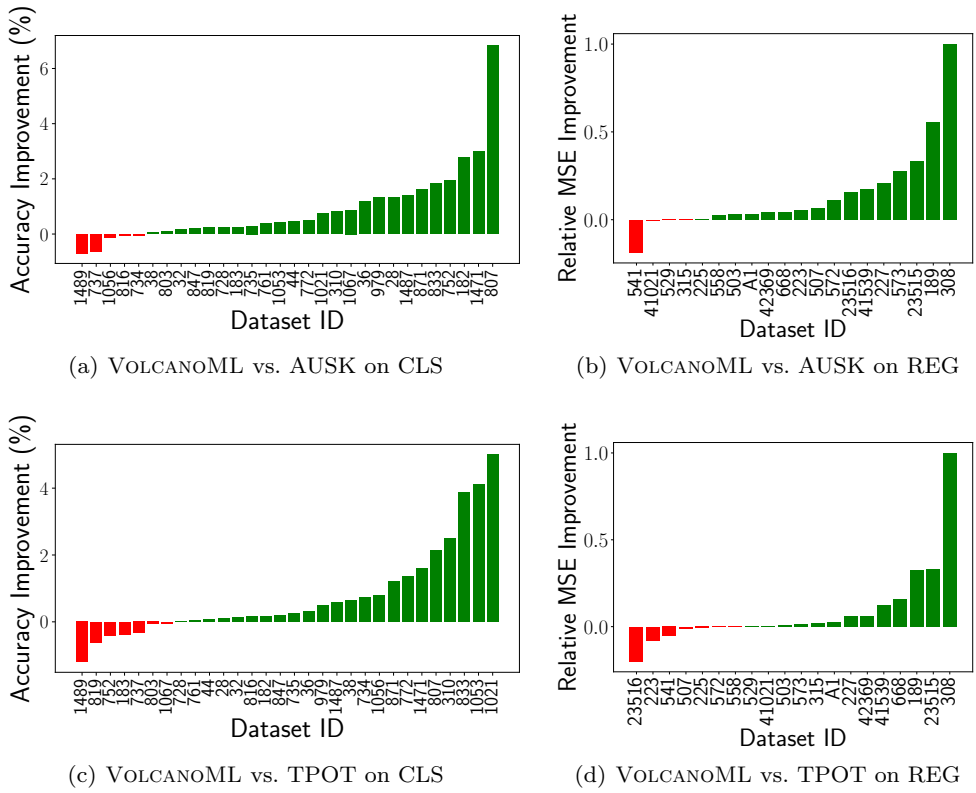 Accuracy Improvement (%)
6
4
2
0
1489 737 1056 816 734 38 803 32 847 819 728 183 735 761 1053 44 772 1021 310 1067 36 979 28 1487 871 833 752 182 1471 807
Dataset ID
(a) VOLCANOML vs. AUSK on CLS
Relative MSE Improvement
1.0
0.5
0.0
541 41021 529 315 225 558 503 A1 42369 668 223 507 572 23516 41539 227 573 23515 189 308
Dataset ID
(b) VOLCANOML vs. AUSK on REG
Accuracy Improvement (%)
4
2
0
1489 819 752 183 737 803 1067 728 761 44 28 32 816 182 847 735 36 979 1487 38 734 1056 871 772 1471 807 310 833 1053 1021
Dataset ID
(c) VOLCANOML vs. TPOT on CLS
Relative MSE Improvement
1.0
0.5
0.0
23516 223 541 507 225 572 558 529 41021 503 573 315 A1 227 42369 41539 668 189 23515 308
Dataset ID
(d) VOLCANOML vs. TPOT on REG